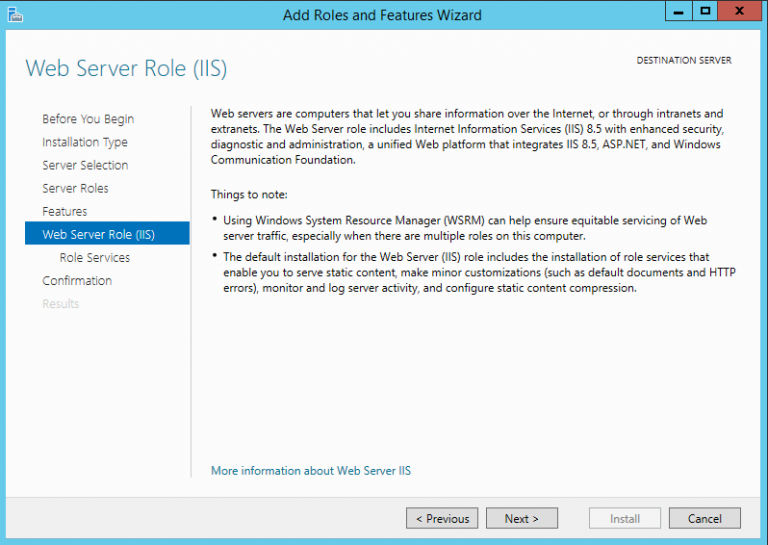 Add Roles and Features Wizard
Web Server Role (IIS)
DESTINATION SERVER
Before You Begin
Installation Type
Server Selection
Server Roles
Features
Web Server Role (IIS)
Role Services
Confirmation
Results
Web servers are computers that let you share information over the Internet, or through intranets and
extranets. The Web Server role includes Internet Information Services (IIS) 8.5 with enhanced security,
diagnostic and administration, a unified Web platform that integrates IIS 8.5, ASP.NET, and Windows
Communication Foundation.
Things to note:
• Using Windows System Resource Manager (WSRM) can help ensure equitable servicing of Web
server traffic, especially when there are multiple roles on this computer.
• The default installation for the Web Server (IIS) role includes the installation of role services that
enable you to serve static content, make minor customizations (such as default documents and HTTP
errors), monitor and log server activity, and configure static content compression.
More information about Web Server IIS
< Previous
Next >
Install
Cancel